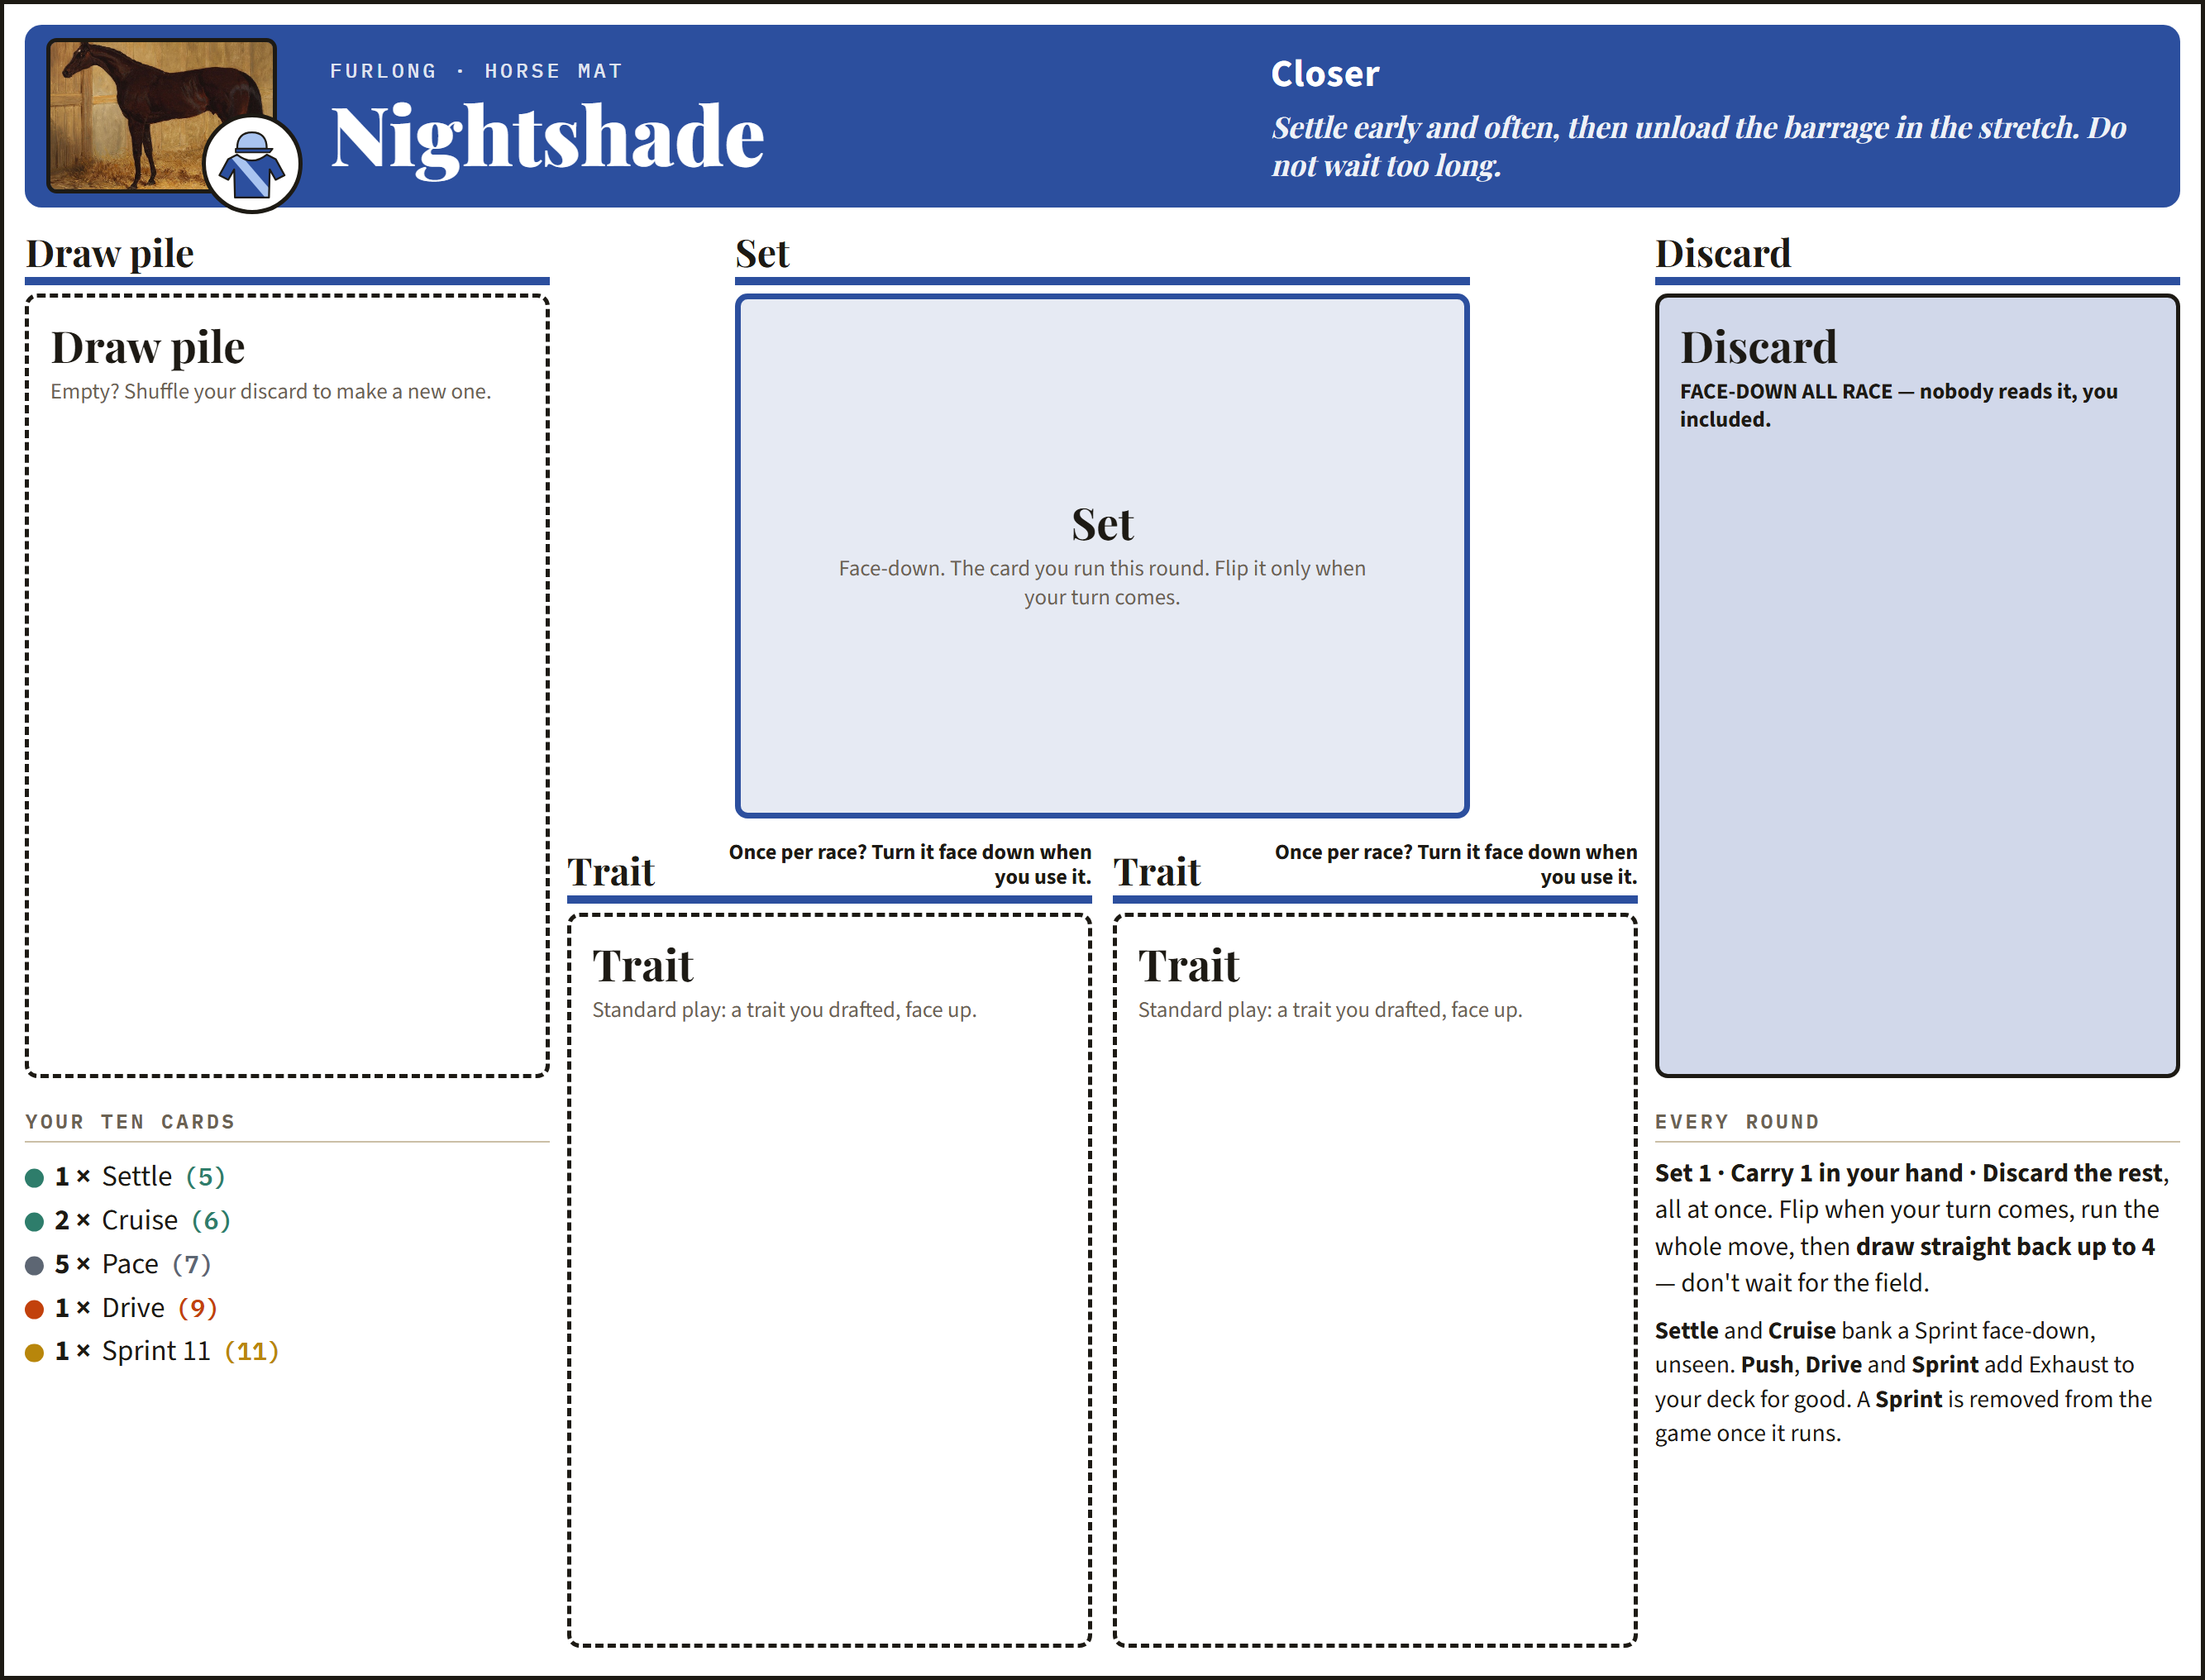 FURLONG · HORSE MAT
Nightshade
Closer
Settle early and often, then unload the barrage in the stretch. Do
not wait too long.
Draw pile
Draw pile
Empty? Shuffle your discard to make a new one.
Set
Set
Face-down. The card you run this round. Flip it only when
your turn comes.
Discard
Discard
FACE-DOWN ALL RACE — nobody reads it, you
included.
Trait
Once per race? Turn it face down when
you use it.
Trait
Standard play: a trait you drafted, face up.
Trait
Once per race? Turn it face down when
you use it.
Trait
Standard play: a trait you drafted, face up.
YOUR TEN CARDS
1 × Settle (5)
2 × Cruise (6)
5 × Pace (7)
1 × Drive (9)
1 × Sprint 11 (11)
EVERY ROUND
Set 1 · Carry 1 in your hand · Discard the rest,
all at once. Flip when your turn comes, run the
whole move, then draw straight back up to 4
— don't wait for the field.
Settle and Cruise bank a Sprint face-down,
unseen. Push, Drive and Sprint add Exhaust to
your deck for good. A Sprint is removed from the
game once it runs.